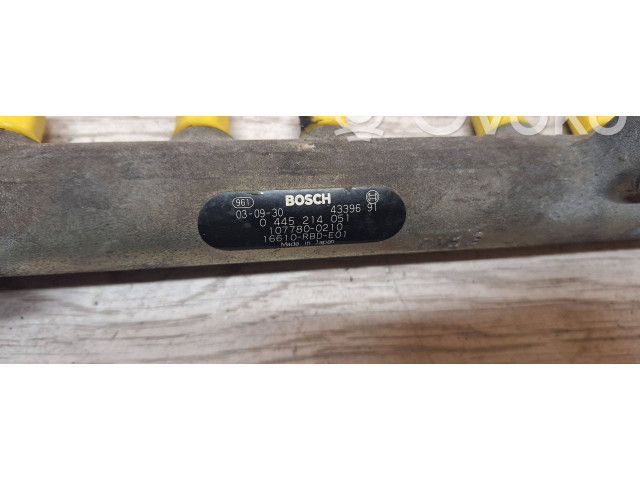 961 BOSCH
03-09-30 43396 91
0 445 214 051
107780-0210
16610-RBD-E01
Made in Japan